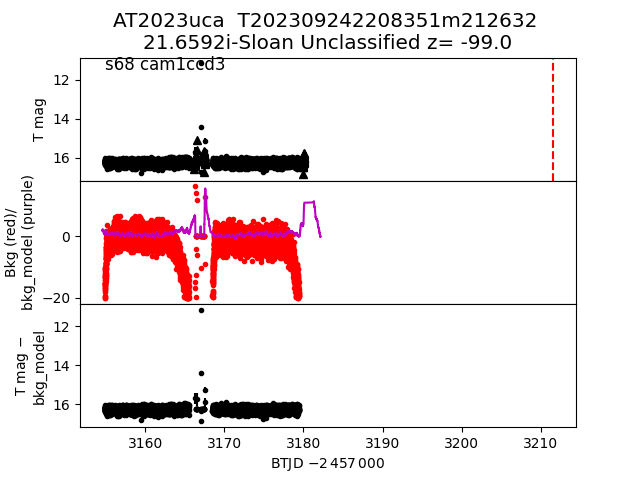 AT2023uca  T202309242208351m212632
21.6592i-Sloan Unclassified z= -99.0
s68 cam1ccd3
12
14
16
T mag
0
−20
Bkg (red)/
bkg_model (purple)
12
14
16
T mag −
bkg_model
3160
3170
3180
3190
3200
3210
BTJD −2 457 000